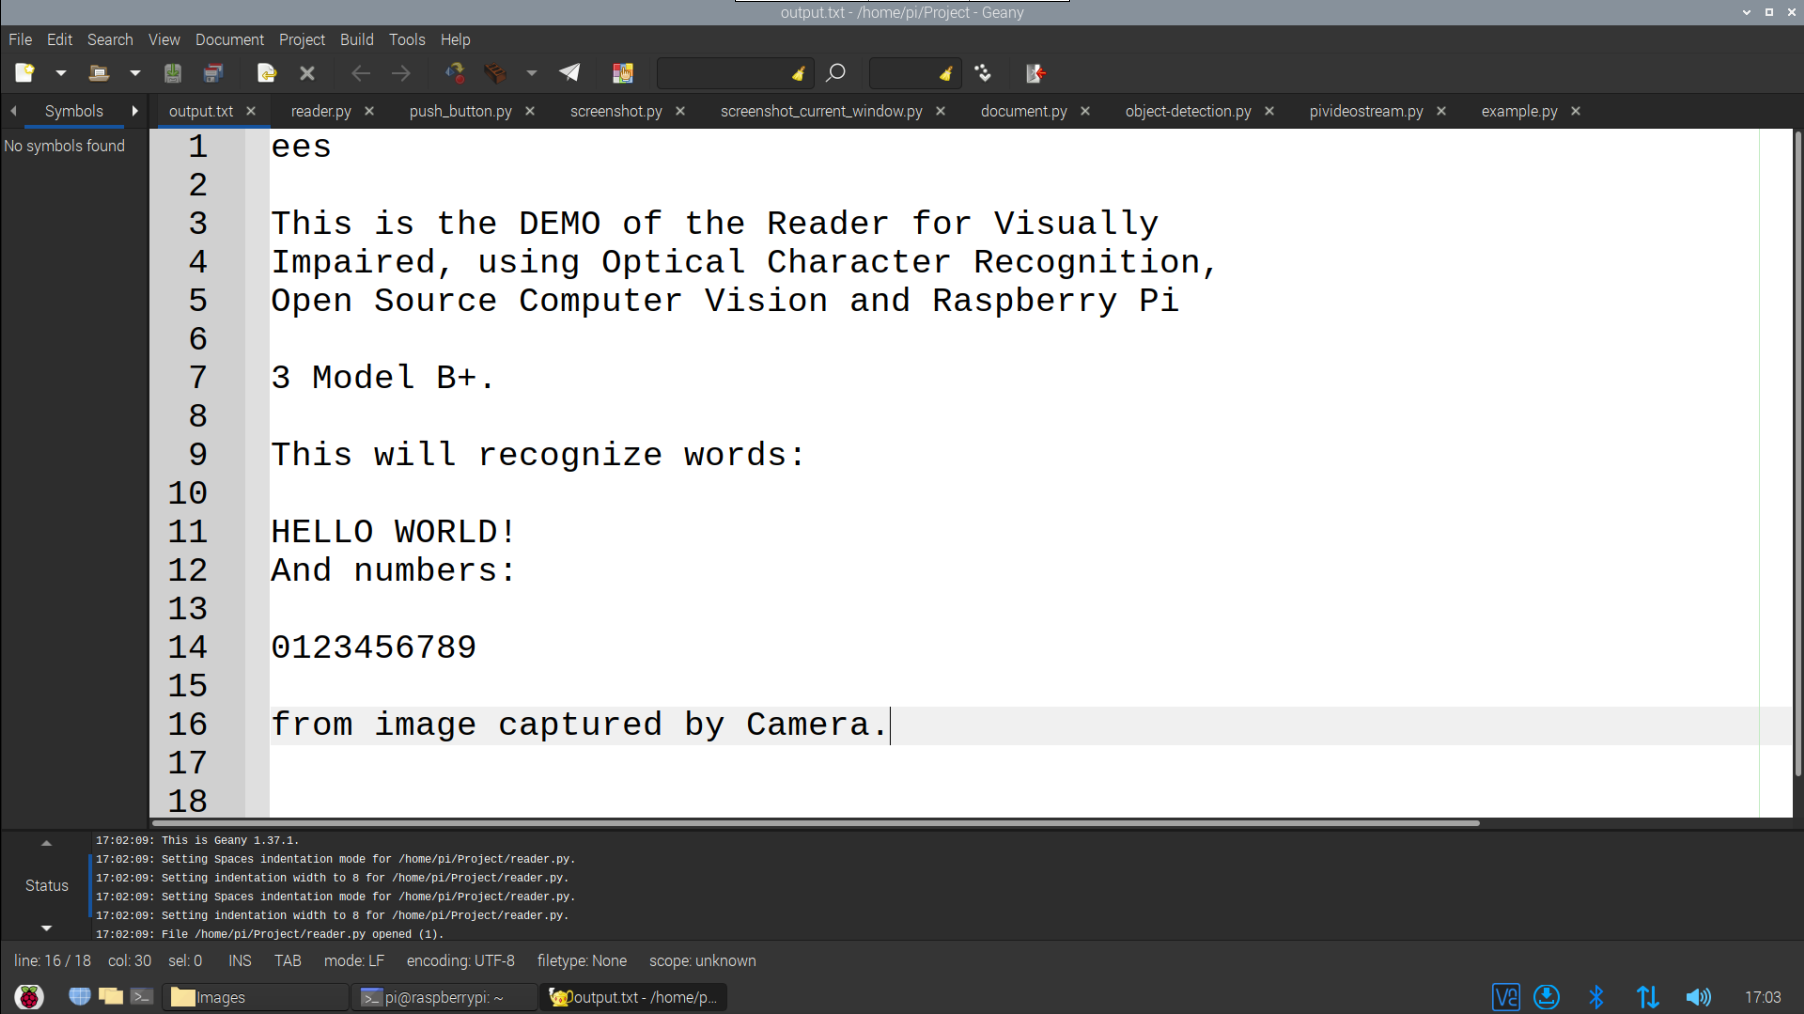 output.txt - /home/pi/Project - Geany
File Edit Search View Document Project Build Tools Help
Symbols output.txt reader.py push_button.py screenshot.py screenshot_current_window.py document.py object-detection.py pivideostream.py example.py
No symbols found
1 ees
2
3 This is the DEMO of the Reader for Visually
4 Impaired, using Optical Character Recognition,
5 Open Source Computer Vision and Raspberry Pi
6
7 3 Model B+.
8
9 This will recognize words:
10
11 HELLO WORLD!
12 And numbers:
13
14 0123456789
15
16 from image captured by Camera.
17
18
Status
17:02:09: This is Geany 1.37.1.
17:02:09: Setting Spaces indentation mode for /home/pi/Project/reader.py.
17:02:09: Setting indentation width to 8 for /home/pi/Project/reader.py.
17:02:09: Setting Spaces indentation mode for /home/pi/Project/reader.py.
17:02:09: Setting indentation width to 8 for /home/pi/Project/reader.py.
17:02:09: File /home/pi/Project/reader.py opened (1).
line: 16 / 18 col: 30 sel: 0 INS TAB mode: LF encoding: UTF-8 filetype: None scope: unknown
Images pi@raspberrypi: ~ output.txt - /home/p... 17:03